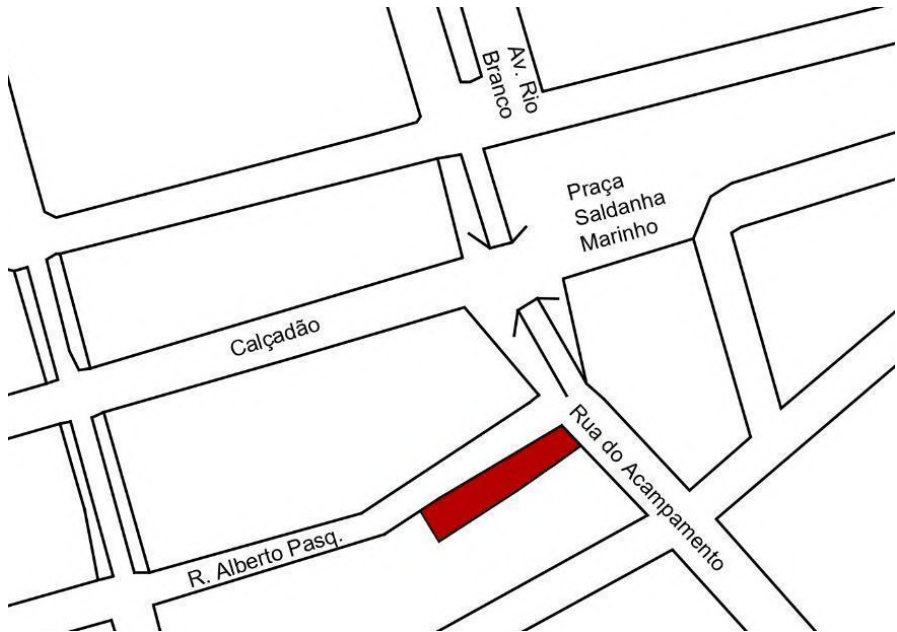 Av. Rio
Branco
Praça
Saldanha
Marinho
Calçadão
Rua do Acampamento
R. Alberto Pasq.